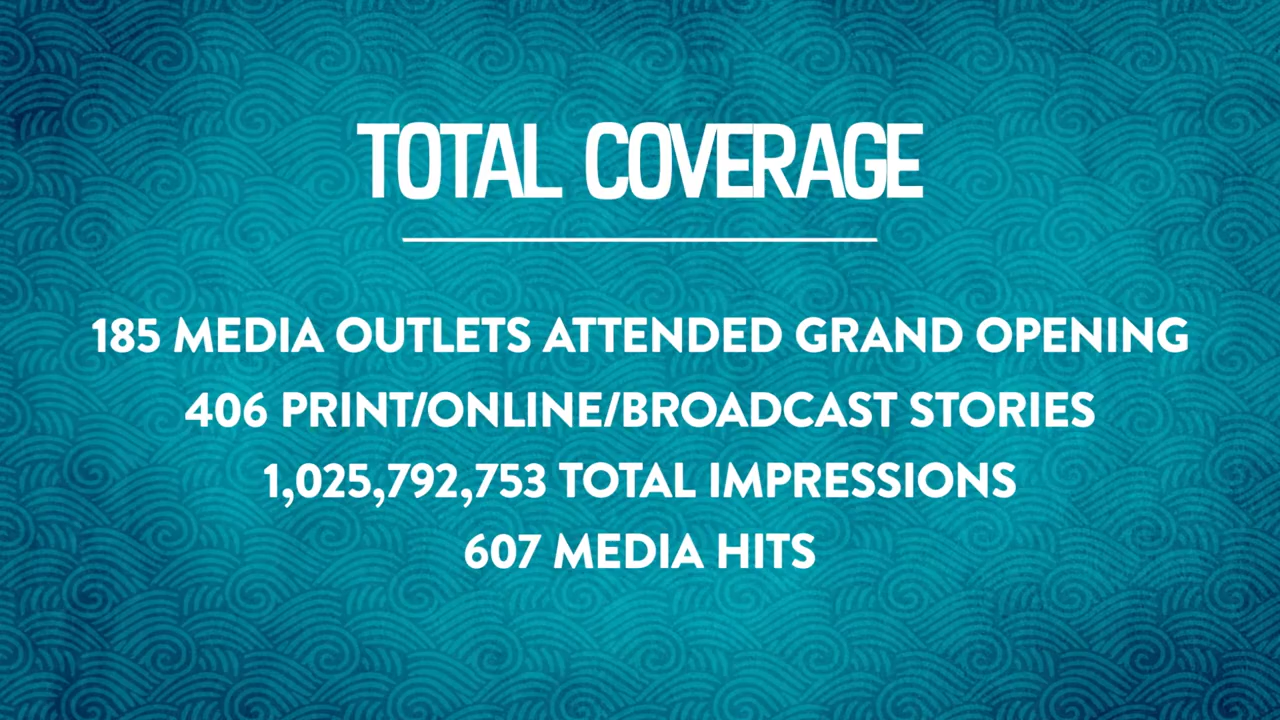 TOTAL COVERAGE
185 MEDIA OUTLETS ATTENDED GRAND OPENING
406 PRINT/ONLINE/BROADCAST STORIES
1,025,792,753 TOTAL IMPRESSIONS
607 MEDIA HITS